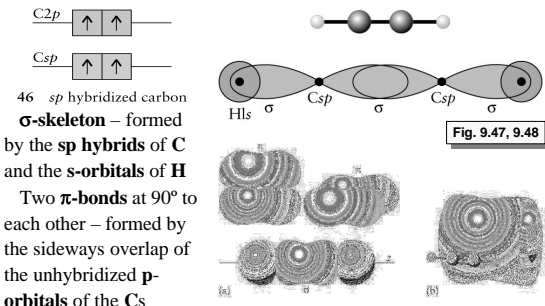 C2p
Csp
46 sp hybridized carbon
σ-skeleton – formed
by the sp hybrids of C
and the s-orbitals of H
Two π-bonds at 90º to
each other – formed by
the sideways overlap of
the unhybridized p-
orbitals of the Cs
H1s
σ
Csp
σ
Csp
σ
Fig. 9.47, 9.48
π
π
z
(a)
σ
(b)